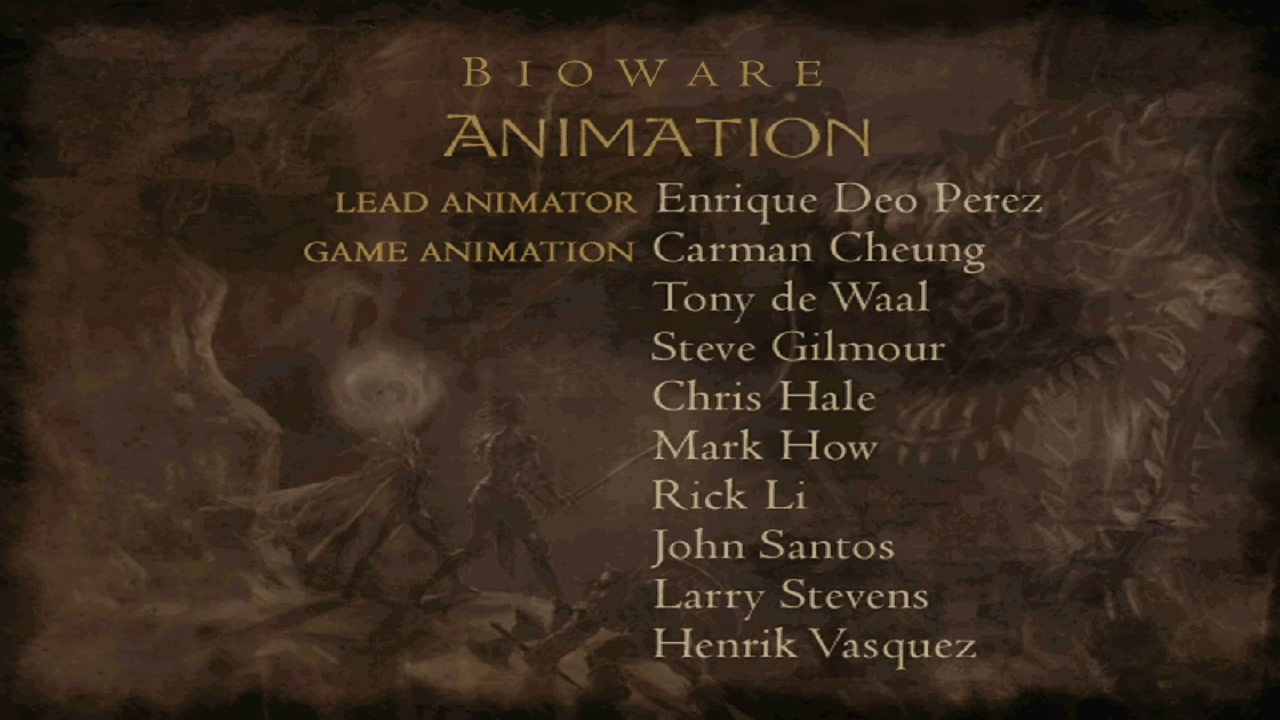 BIOWARE
ANIMATION
LEAD ANIMATOR Enrique Deo Perez
GAME ANIMATION Carman Cheung
Tony de Waal
Steve Gilmour
Chris Hale
Mark How
Rick Li
John Santos
Larry Stevens
Henrik Vasquez